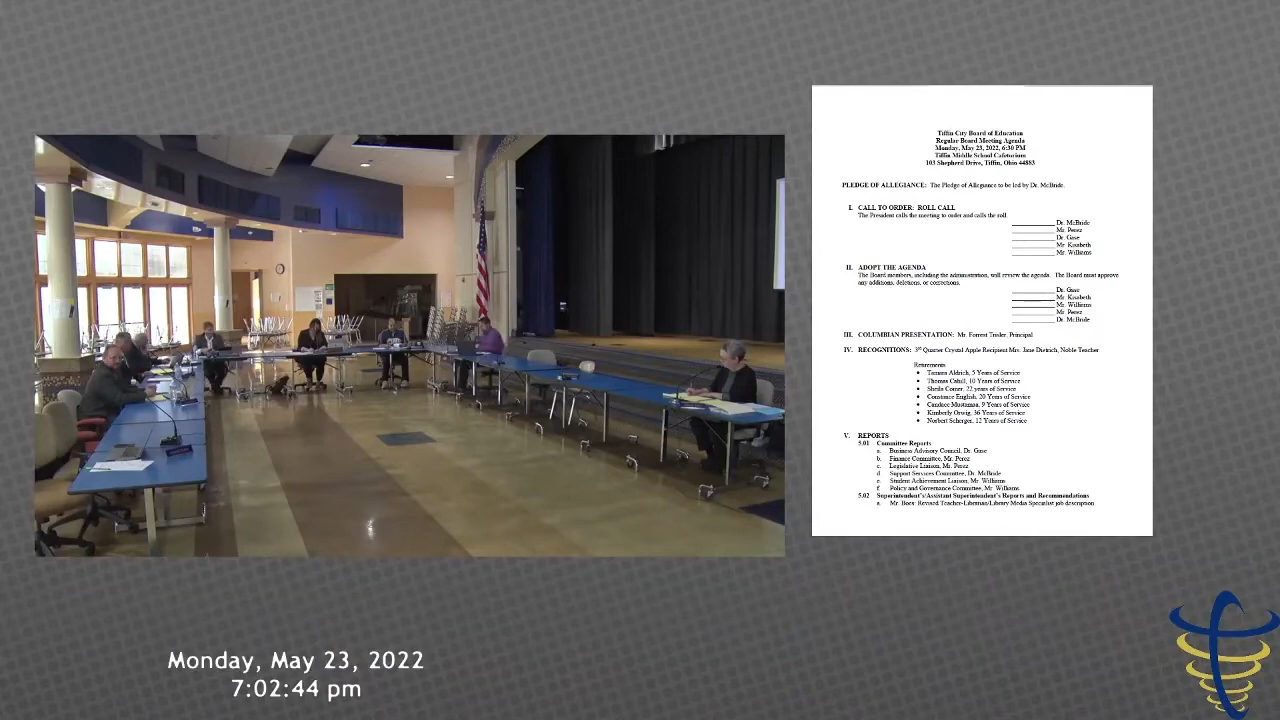 Tiffin City Board of Education
Regular Board Meeting Agenda
Monday, May 23, 2022, 6:30 PM
Tiffin Middle School Cafetorium
103 Shepherd Drive, Tiffin, Ohio 44883
PLEDGE OF ALLEGIANCE: The Pledge of Allegiance to be led by Dr. McBride.
I. CALL TO ORDER: ROLL CALL
The President calls the meeting to order and calls the roll.
Dr. McBride
Mr. Perez
Dr. Gase
Mr. Kisabeth
Mr. Williams
II. ADOPT THE AGENDA
The Board members, including the administration, will review the agenda. The Board must approve
any additions, deletions, or corrections.
Dr. Gase
Mr. Kisabeth
Mr. Williams
Mr. Perez
Dr. McBride
III. COLUMBIAN PRESENTATION: Mr. Forrest Trisler, Principal
IV. RECOGNITIONS: 3rd Quarter Crystal Apple Recipient Mrs. Jane Dietrich, Noble Teacher
Retirements
• Tamara Aldrich, 5 Years of Service
• Thomas Cahill, 10 Years of Service
• Sheila Comer, 22 years of Service
• Constance English, 20 Years of Service
• Candace Mustaman, 9 Years of Service
• Kimberly Orwig, 36 Years of Service
• Norbert Scherger, 12 Years of Service
V. REPORTS
5.01 Committee Reports
a. Business Advisory Council, Dr. Gase
b. Finance Committee, Mr. Perez
c. Legislative Liaison, Mr. Perez
d. Support Services Committee, Dr. McBride
e. Student Achievement Liaison, Mr. Williams
f. Policy and Governance Committee, Mr. Williams
5.02 Superintendent's/Assistant Superintendent's Reports and Recommendations
a. Mr. Boes: Revised Teacher-Librarian/Library Media Specialist job description
Monday, May 23, 2022
7:02:44 pm